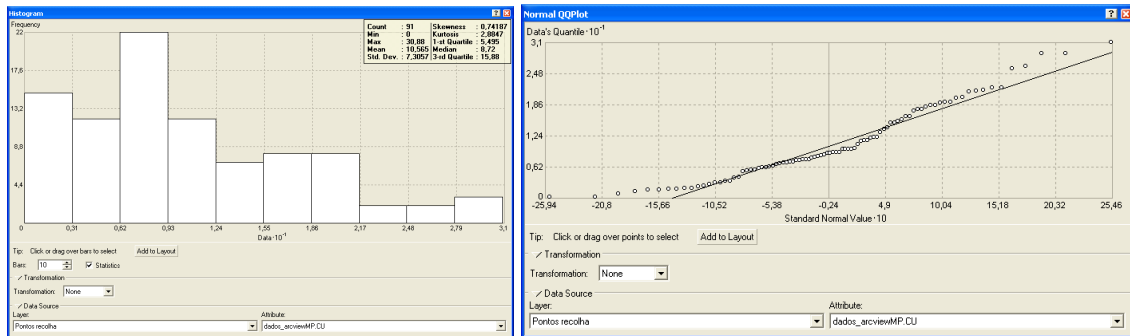 Histogram
Frequency
22
17,6
13,2
8,8
4,4
0 0,31 0,62 0,93 1,24 1,55 1,86 2,17 2,48 2,79 3,1
Data·10⁻¹
Count : 91 Skewness : 0,74187
Min : 0 Kurtosis : 2,8847
Max : 30,88 1-st Quartile : 5,495
Mean : 10,565 Median : 8,72
Std. Dev. : 7,3057 3-rd Quartile : 15,88
Tip: Click or drag over bars to select Add to Layout
Bars: 10 Statistics
Transformation
Transformation: None
Data Source
Layer: Attribute:
Pontos recolha dados_arcviewMP.CU
Normal QQPlot
Data's Quantile·10⁻¹
3,1
2,48
1,86
1,24
0,62
0
-25,94 -20,8 -15,66 -10,52 -5,38 -0,24 4,9 10,04 15,18 20,32 25,46
Standard Normal Value·10
Tip: Click or drag over points to select Add to Layout
Transformation
Transformation: None
Data Source
Layer: Attribute:
Pontos recolha dados_arcviewMP.CU